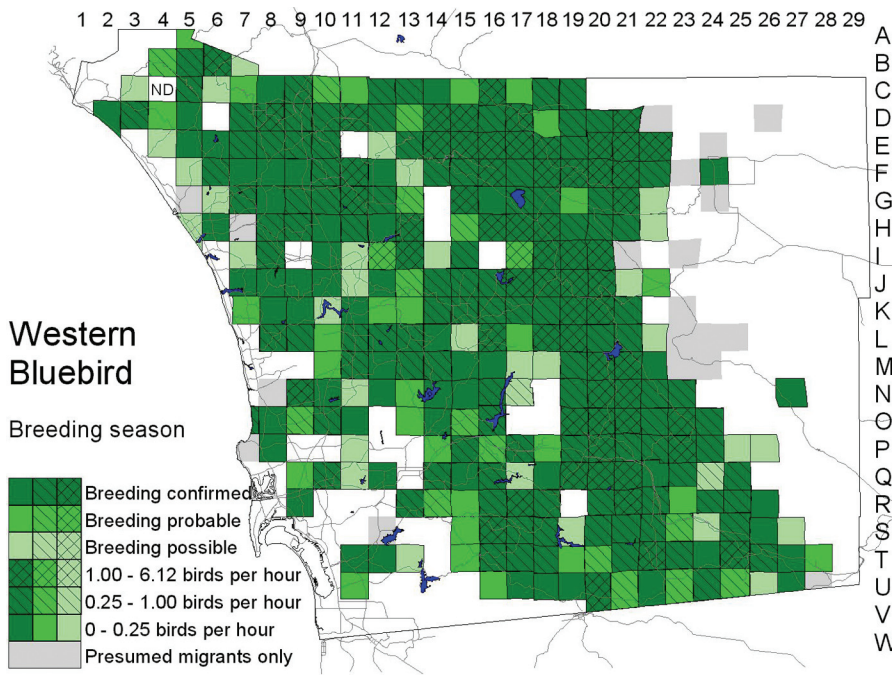 1 2 3 4 5 6 7 8 9 10 11 12 13 14 15 16 17 18 19 20 21 22 23 24 25 26 27 28 29
A
B
C
D
E
F
G
H
I
J
K
L
M
N
O
P
Q
R
S
T
U
V
W
ND
Western
Bluebird
Breeding season
Breeding confirmed
Breeding probable
Breeding possible
1.00 - 6.12 birds per hour
0.25 - 1.00 birds per hour
0 - 0.25 birds per hour
Presumed migrants only